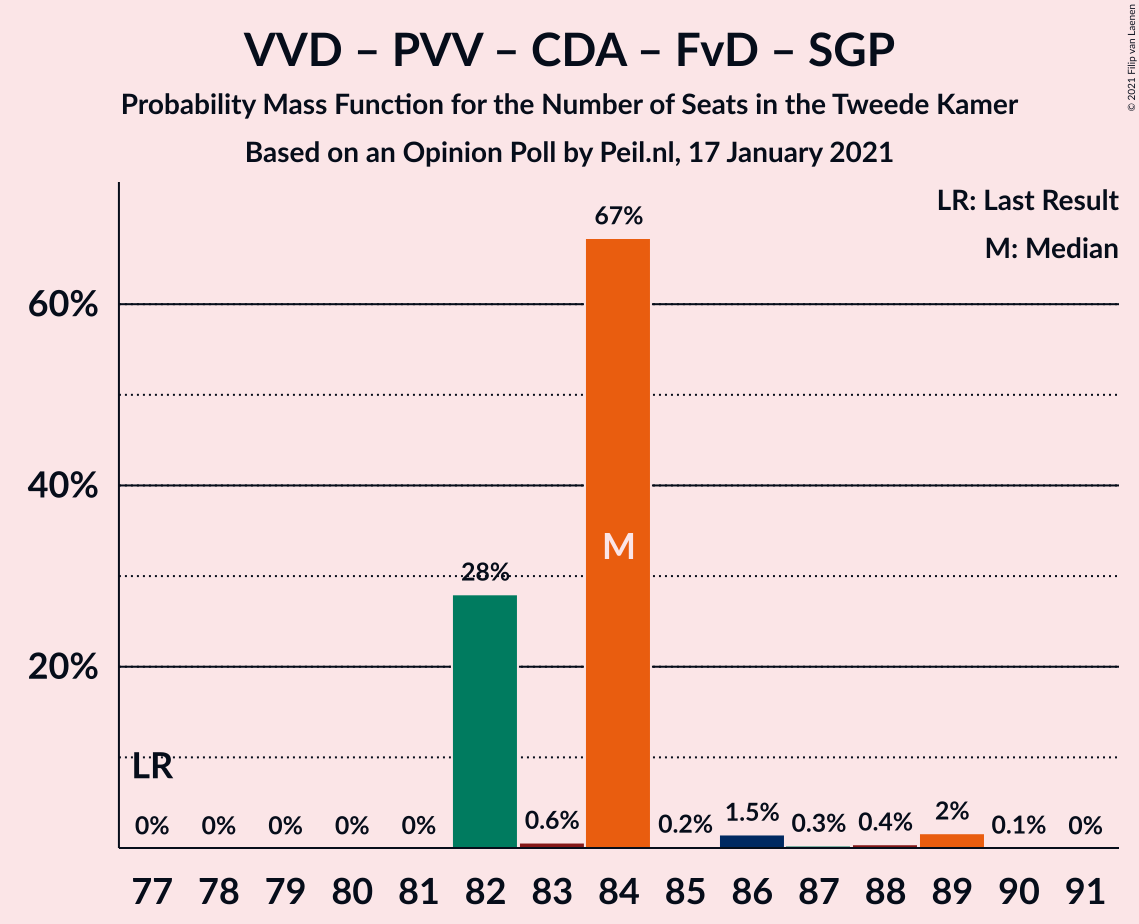 VVD – PVV – CDA – FvD – SGP
Probability Mass Function for the Number of Seats in the Tweede Kamer
Based on an Opinion Poll by Peil.nl, 17 January 2021
© 2021 Filip van Laenen
LR: Last Result
M: Median
67%
60%
40%
M
28%
20%
LR
0% 0% 0% 0% 0% 0.6% 0.2% 1.5% 0.3% 0.4% 2% 0.1% 0%
77 78 79 80 81 82 83 84 85 86 87 88 89 90 91